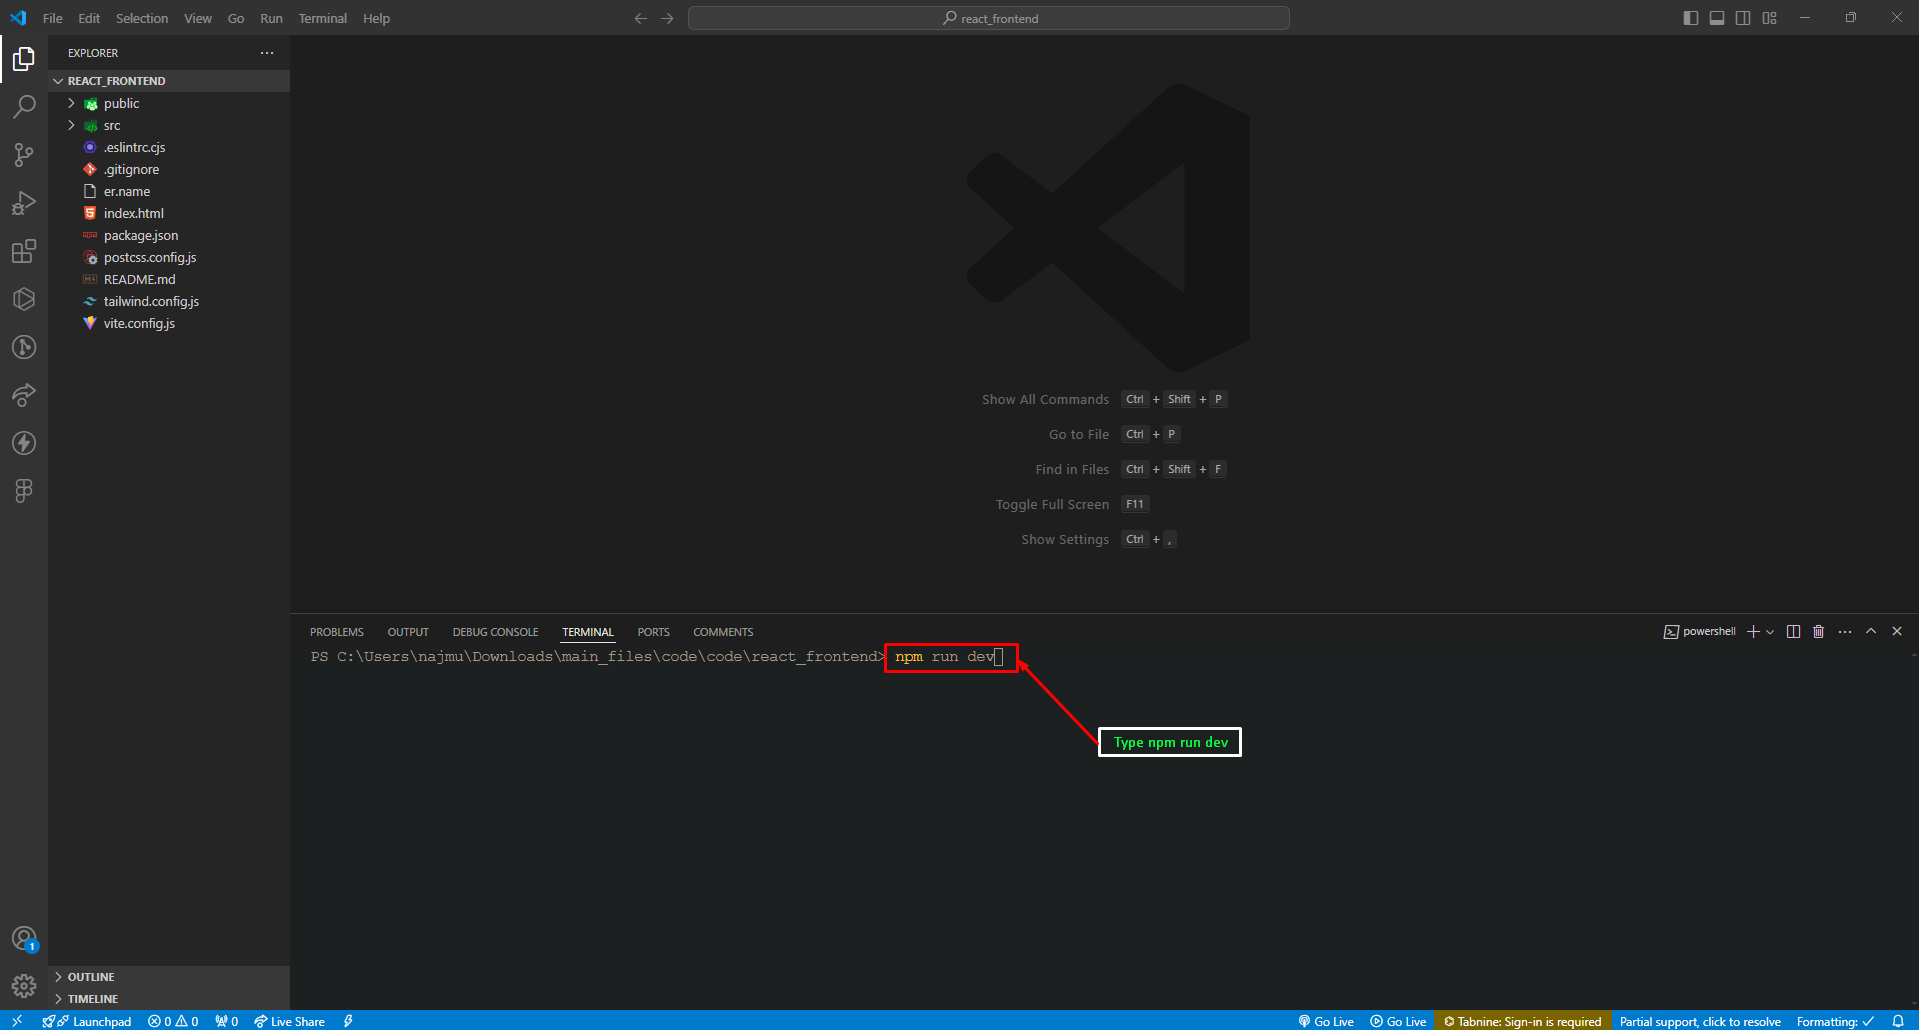 File Edit Selection View Go Run Terminal Help
react_frontend
EXPLORER
REACT_FRONTEND
public
src
.eslintrc.cjs
.gitignore
er.name
index.html
package.json
postcss.config.js
README.md
tailwind.config.js
vite.config.js
OUTLINE
TIMELINE
Show All Commands Ctrl + Shift + P
Go to File Ctrl + P
Find in Files Ctrl + Shift + F
Toggle Full Screen F11
Show Settings Ctrl + ,
PROBLEMS OUTPUT DEBUG CONSOLE TERMINAL PORTS COMMENTS
powershell
PS C:\Users\najmu\Downloads\main_files\code\code\react_frontend> npm run dev
Type npm run dev
1
Launchpad 0 0 0 Live Share
Go Live Go Live Tabnine: Sign-in is required Partial support, click to resolve Formatting: ✓